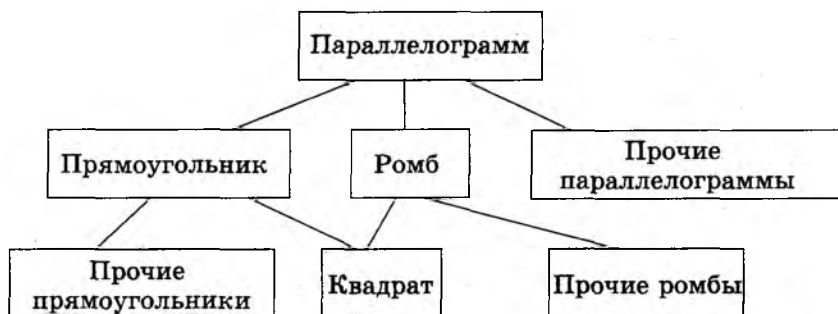 Параллелограмм
Прямоугольник
Ромб
Прочие
параллелограммы
Прочие
прямоугольники
Квадрат
Прочие ромбы